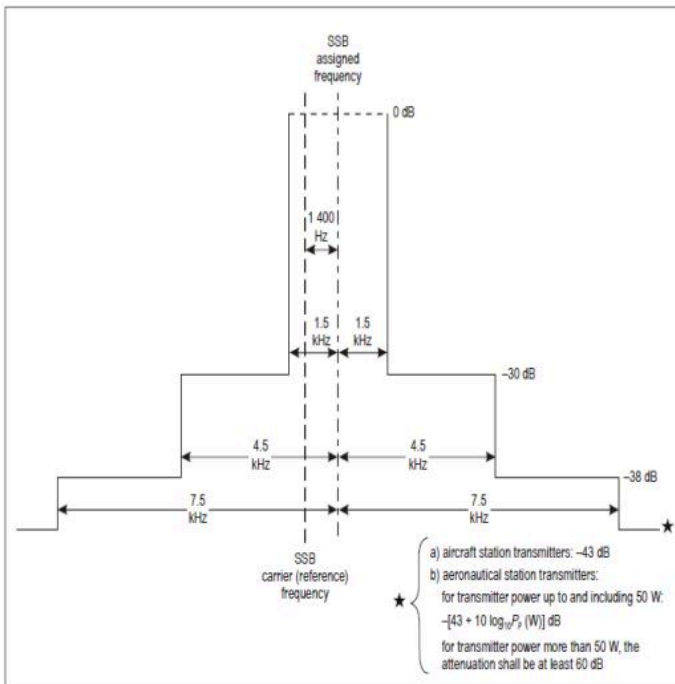 SSB
assigned
frequency
0 dB
1 400
Hz
1.5
kHz
1.5
kHz
–30 dB
4.5
kHz
4.5
kHz
–38 dB
7.5
kHz
7.5
kHz
★
SSB
carrier (reference)
frequency
★
a) aircraft station transmitters: –43 dB
b) aeronautical station transmitters:
for transmitter power up to and including 50 W:
–[43 + 10 log₁₀Pₚ (W)] dB
for transmitter power more than 50 W, the
attenuation shall be at least 60 dB